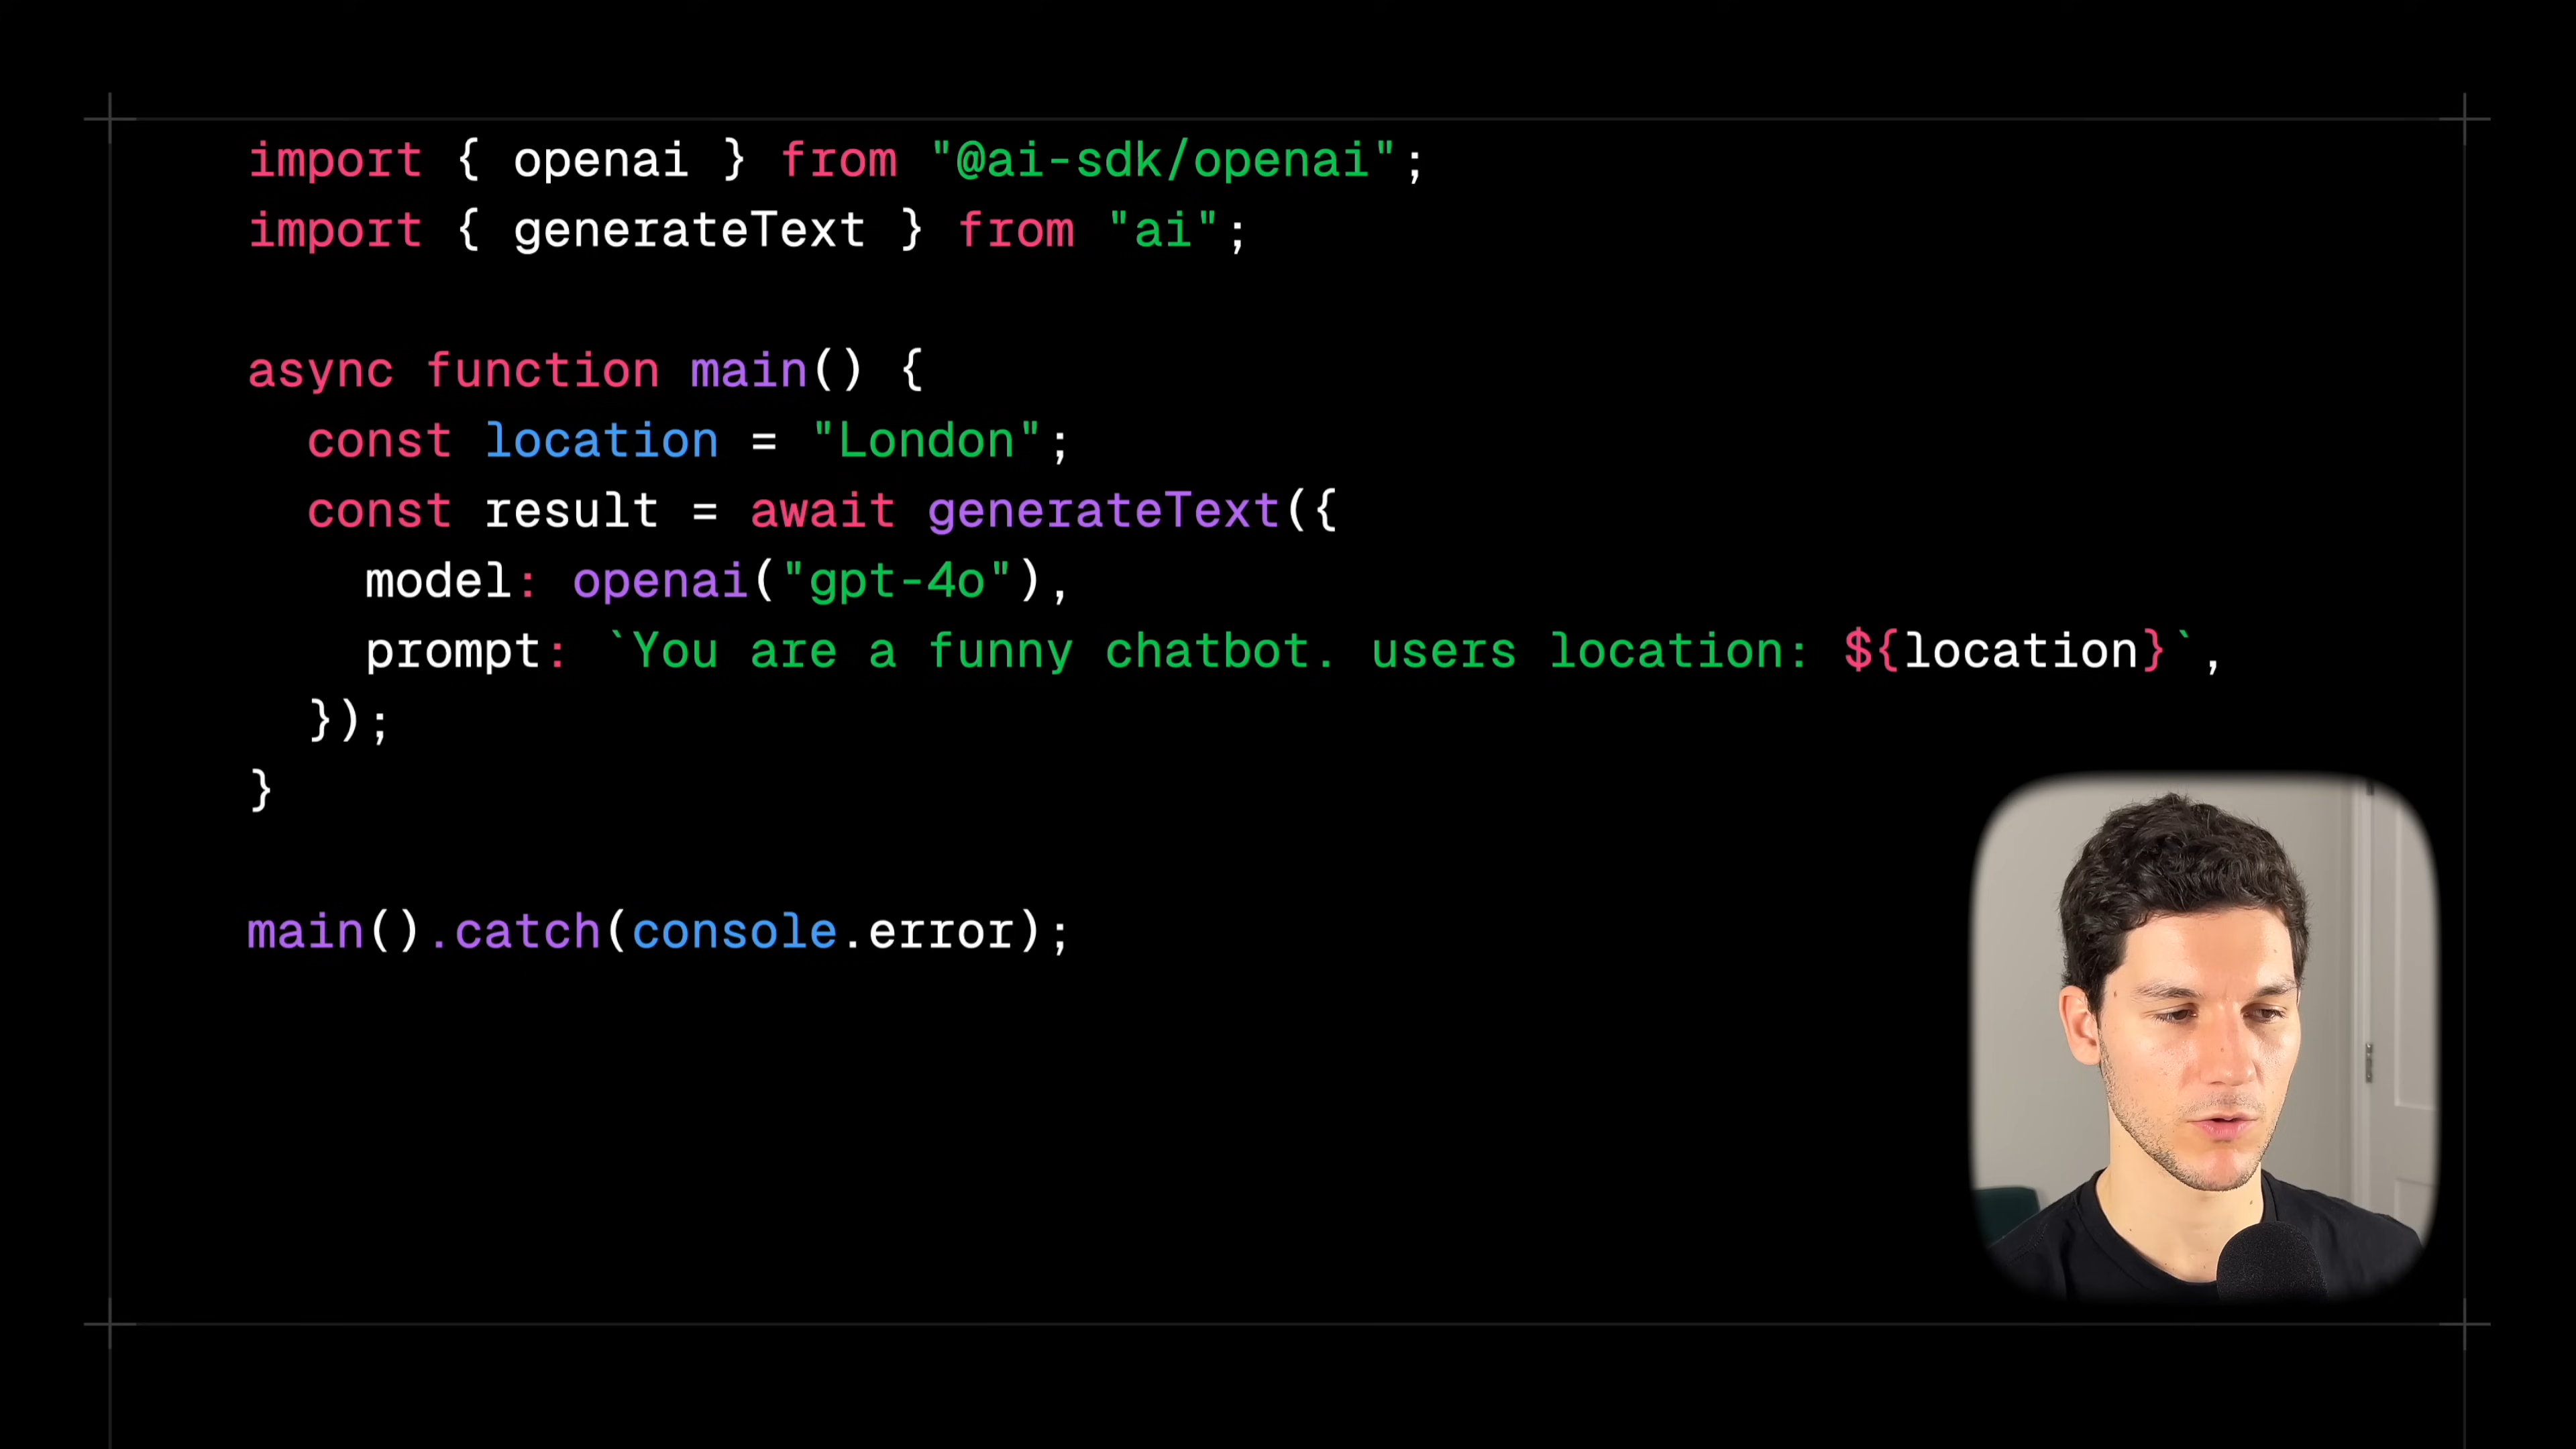 import { openai } from "@ai-sdk/openai";
import { generateText } from "ai";
async function main() {
const location = "London";
const result = await generateText({
model: openai("gpt-4o"),
prompt: `You are a funny chatbot. users location: ${location}`,
});
}
main().catch(console.error);